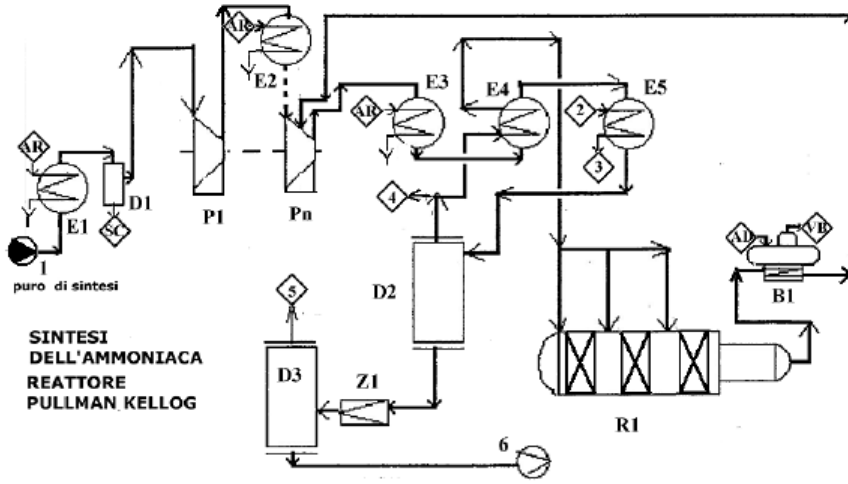 AR
E2
E3
E4
E5
AR
2
AR
3
D1
E1
SC
P1
Pn
4
1
puro di sintesi
AD
VB
B1
D2
5
SINTESI
DELL'AMMONIACA
REATTORE
PULLMAN KELLOG
D3
Z1
6
R1